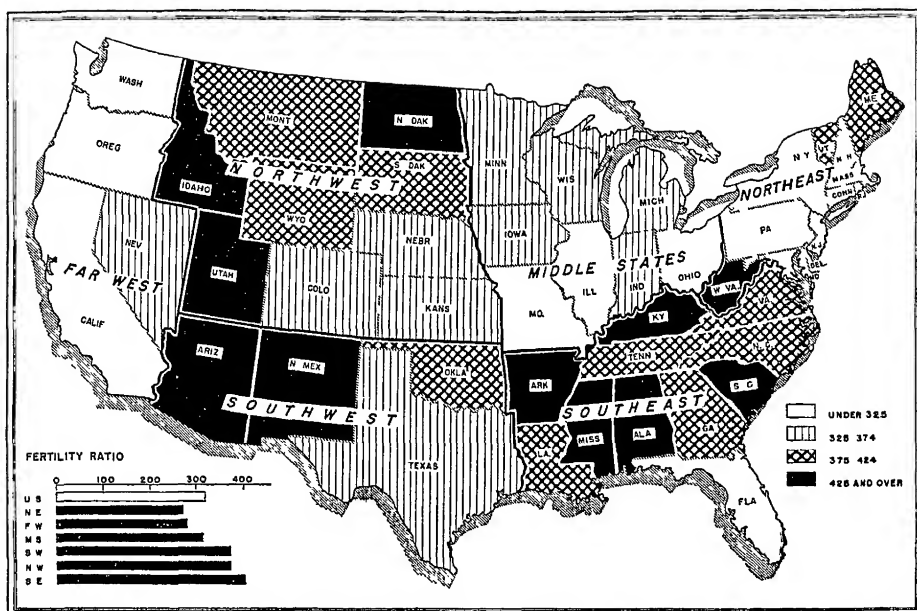 WASH
MONT
N DAK
OREG
IDAHO
S DAK
MINN
WIS
MICH
N Y
N H
ME
MASS
CONN
NORTHWEST
NORTHEAST
WYO
NEV
NEBR
IOWA
PA
N J
UTAH
FAR WEST
COLO
KANS
MIDDLE STATES
MO.
ILL
IND
OHIO
DEL
MD
W VA.
VA
CALIF
KY
ARIZ
N MEX
OKLA
ARK
TENN
N C
S C
SOUTHWEST
SOUTHEAST
TEXAS
LA
MISS
ALA
GA
FLA
UNDER 325
325 374
375 424
425 AND OVER
FERTILITY RATIO
0 100 200 300 400
U S
N E
F W
M S
S W
N W
S E